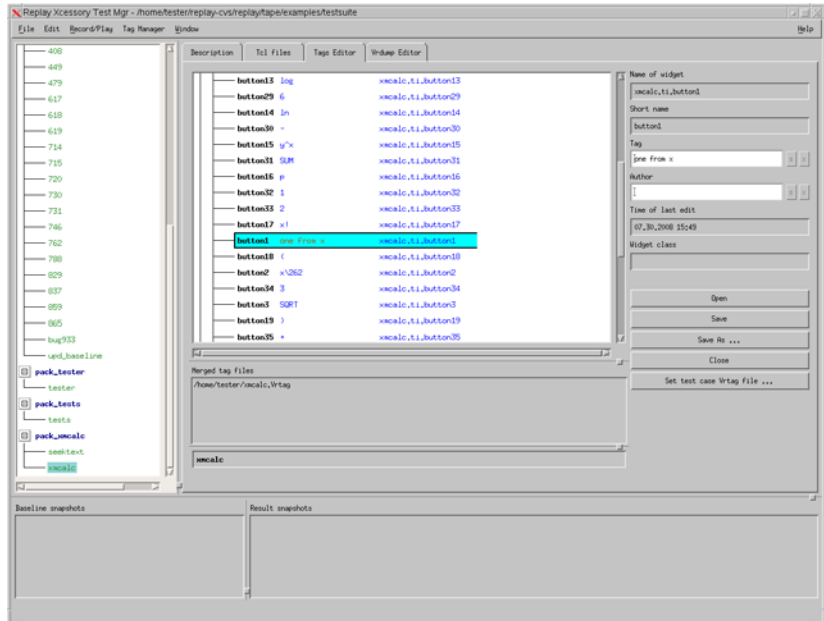 Replay Xcessory Test Mgr - /home/tester/replay-cvs/replay/tape/examples/testsuite
File Edit Record/Play Tag Manager Window Help
408
449
479
617
618
619
714
715
720
730
731
746
762
788
829
837
859
865
bug933
upd_baseline
pack_tester
tester
pack_tests
tests
pack_xmcalc
seektext
xmcalc
Description Tcl files Tags Editor Vrdump Editor
button13 log xmcalc.ti.button13
button29 6 xmcalc.ti.button29
button14 ln xmcalc.ti.button14
button30 - xmcalc.ti.button30
button15 y^x xmcalc.ti.button15
button31 SUM xmcalc.ti.button31
button16 p xmcalc.ti.button16
button32 1 xmcalc.ti.button32
button33 2 xmcalc.ti.button33
button17 x! xmcalc.ti.button17
button1 one from x xmcalc.ti.button1
button18 ( xmcalc.ti.button18
button2 x\262 xmcalc.ti.button2
button34 3 xmcalc.ti.button34
button3 SQRT xmcalc.ti.button3
button19 ) xmcalc.ti.button19
button35 + xmcalc.ti.button35
Merged tag files
/home/tester/xmcalc.Vrtag
xmcalc
Name of widget
xmcalc.ti.button1
Short name
button1
Tag
one from x
Author
Time of last edit
07.30.2008 15:49
Widget class
Open
Save
Save As ...
Close
Set test case Vrtag file ...
Baseline snapshots
Result snapshots